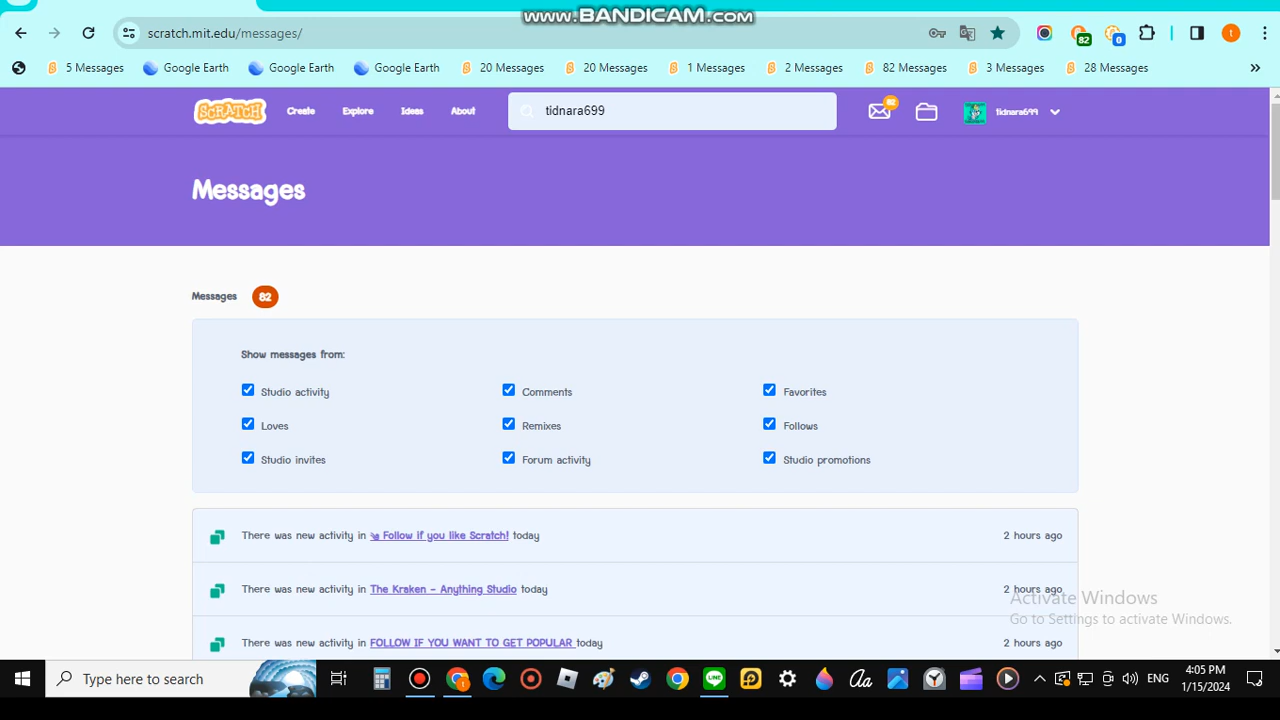 www.BANDICAM.com
scratch.mit.edu/messages/
82
0
t
5 Messages Google Earth Google Earth Google Earth 20 Messages 20 Messages 1 Messages 2 Messages 82 Messages 3 Messages 28 Messages »
SCRATCH Create Explore Ideas About tidnara699 82 tidnara699
Messages
Messages 82
Show messages from:
Studio activity Comments Favorites
Loves Remixes Follows
Studio invites Forum activity Studio promotions
There was new activity in Follow if you like Scratch! today 2 hours ago
There was new activity in The Kraken - Anything Studio today 2 hours ago
Activate Windows
Go to Settings to activate Windows.
There was new activity in FOLLOW IF YOU WANT TO GET POPULAR today 2 hours ago
Type here to search LINE Aa ENG 4:05 PM
1/15/2024